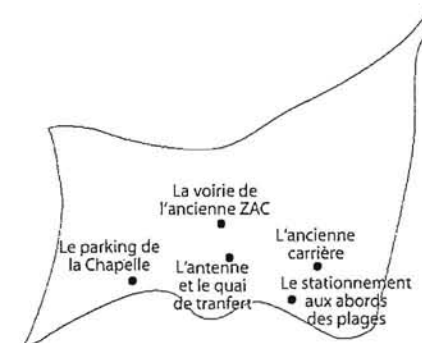 La voirie de
l'ancienne ZAC
Le parking de
la Chapelle
L'antenne
et le quai
de tranfert
L'ancienne
carrière
Le stationnement
aux abords
des plages